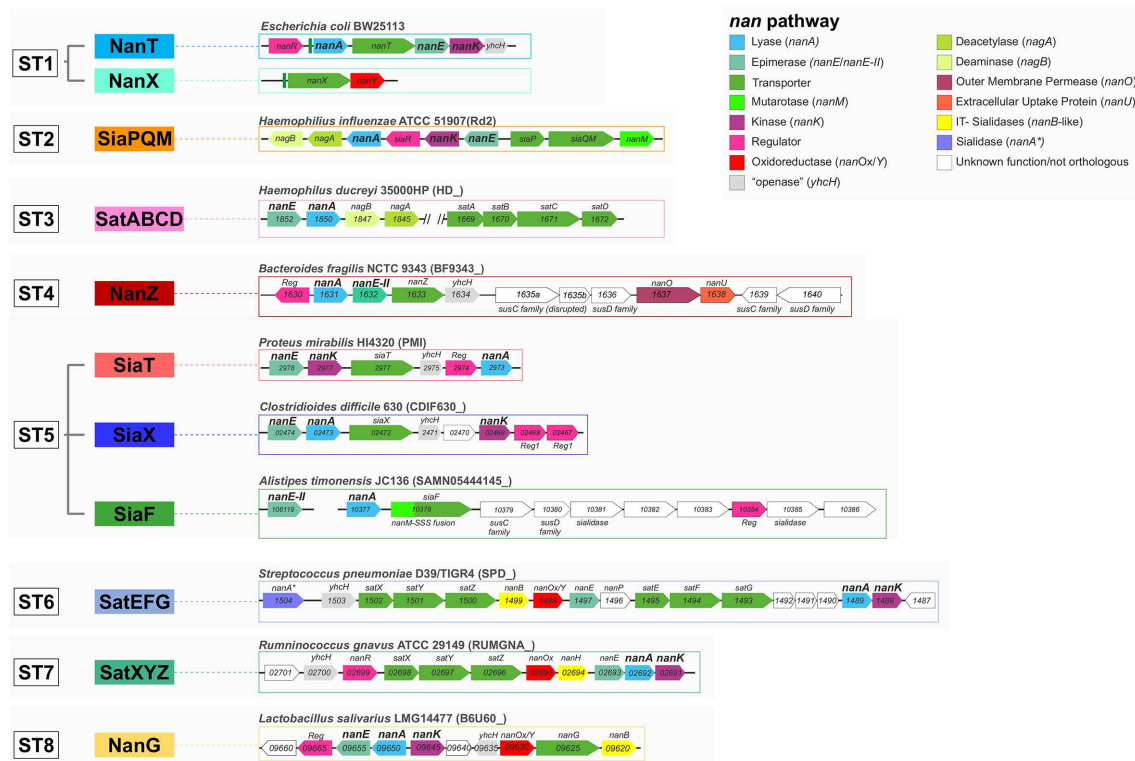 nan pathway
Lyase (nanA)
Epimerase (nanE/nanE-II)
Transporter
Mutarotase (nanM)
Kinase (nanK)
Regulator
Oxidoreductase (nanOx/Y)
“openase” (yhcH)
Deacetylase (nagA)
Deaminase (nagB)
Outer Membrane Permease (nanO)
Extracellular Uptake Protein (nanU)
IT- Sialidases (nanB-like)
Sialidase (nanA*)
Unknown function/not orthologous
ST1
NanT
Escherichia coli BW25113
nanR nanA nanT nanE nanK yhcH
NanX
nanX nanY
ST2
SiaPQM
Haemophilius influenzae ATCC 51907(Rd2)
nagB nagA nanA siaR nanK nanE siaP siaQM nanM
ST3
SatABCD
Haemophilus ducreyi 35000HP (HD_)
nanE nanA nagB nagA satA satB satC satD
1852 1850 1847 1845 // // 1669 1670 1671 1672
ST4
NanZ
Bacteroides fragilis NCTC 9343 (BF9343_)
Reg nanA nanE-II nanZ yhcH nanO nanU
1630 1631 1632 1633 1634 1635a 1635b 1636 1637 1638 1639 1640
susC family (disrupted) susD family susC family susD family
ST5
SiaT
Proteus mirabilis HI4320 (PMI)
nanE nanK siaT yhcH Reg nanA
2978 2977 2977 2975 2974 2973
SiaX
Clostridioides difficile 630 (CDIF630_)
nanE nanA siaX yhcH nanK
02474 02473 02472 2471 02470 02469 02468 02467
Reg1 Reg1
SiaF
Alistipes timonensis JC136 (SAMN05444145_)
nanE-II nanA siaF
106119 10377 10378 10379 10380 10381 10382 10383 10384 10385 10386
nanM-SSS fusion susC family susD family sialidase Reg sialidase
ST6
SatEFG
Streptococcus pneumoniae D39/TIGR4 (SPD_)
nanA* yhcH satX satY satZ nanB nanOx/Y nanE nanP satE satF satG nanA nanK
1504 1503 1502 1501 1500 1499 1498 1497 1496 1495 1494 1493 1492 1491 1490 1489 1488 1487
ST7
SatXYZ
Rumninococcus gnavus ATCC 29149 (RUMGNA_)
yhcH nanR satX satY satZ nanOx nanH nanE nanA nanK
02701 02700 02699 02698 02697 02696 02695 02694 02693 02692 02691
ST8
NanG
Lactobacillus salivarius LMG14477 (B6U60_)
Reg nanE nanA nanK yhcH nanOx/Y nanG nanB
09660 09665 09655 09650 09645 09640 09635 09630 09625 09620